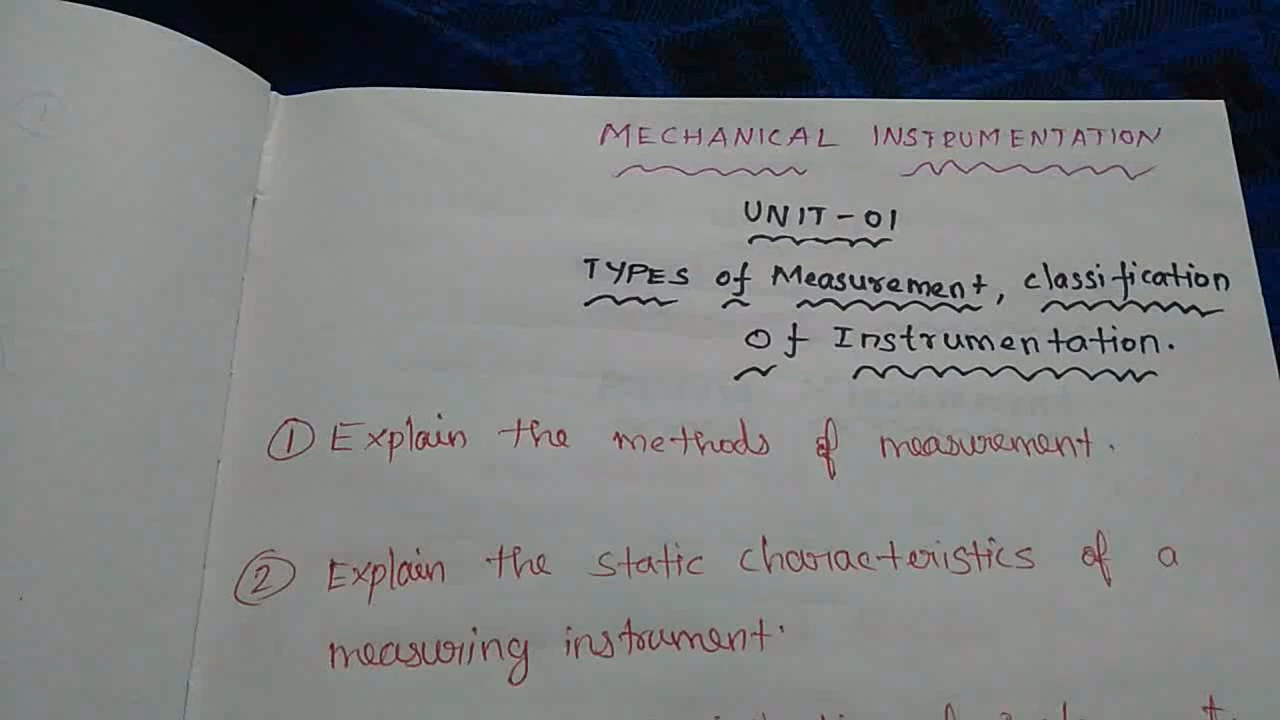 MECHANICAL INSTRUMENTATION
UNIT-01
TYPES of Measurement, classification
Of Instrumentation.
① Explain the methods of measurement.
② Explain the static characteristics of a
measuring instrument.